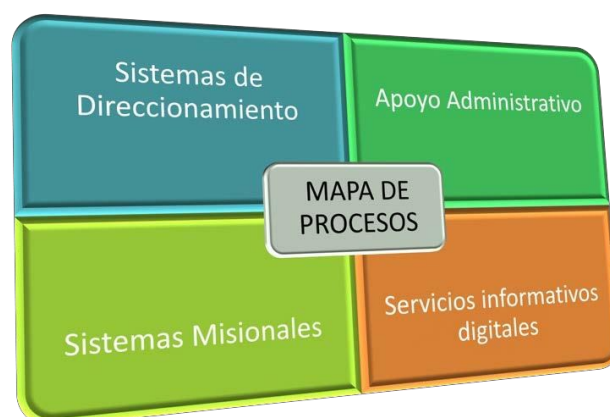 Sistemas de
Direccionamiento
Apoyo Administrativo
MAPA DE
PROCESOS
Sistemas Misionales
Servicios informativos
digitales